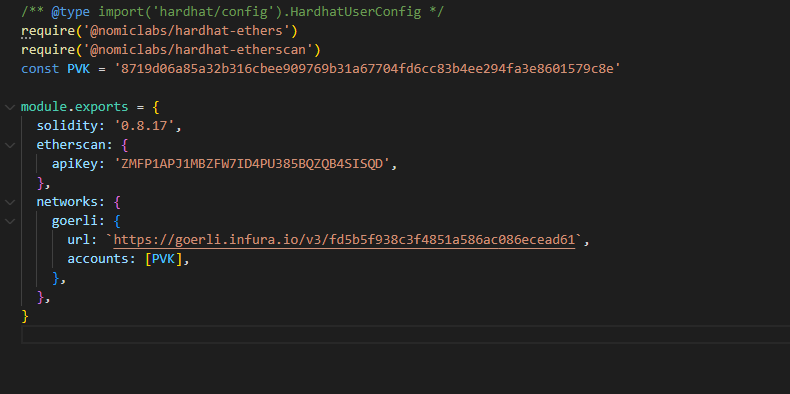 /** @type import('hardhat/config').HardhatUserConfig */
require('@nomiclabs/hardhat-ethers')
require('@nomiclabs/hardhat-etherscan')
const PVK = '8719d06a85a32b316cbee909769b31a67704fd6cc83b4ee294fa3e8601579c8e'

module.exports = {
  solidity: '0.8.17',
  etherscan: {
    apiKey: 'ZMFP1APJ1MBZFW7ID4PU385BQZQB4SISQD',
  },
  networks: {
    goerli: {
      url: `https://goerli.infura.io/v3/fd5b5f938c3f4851a586ac086ecead61`,
      accounts: [PVK],
    },
  },
}